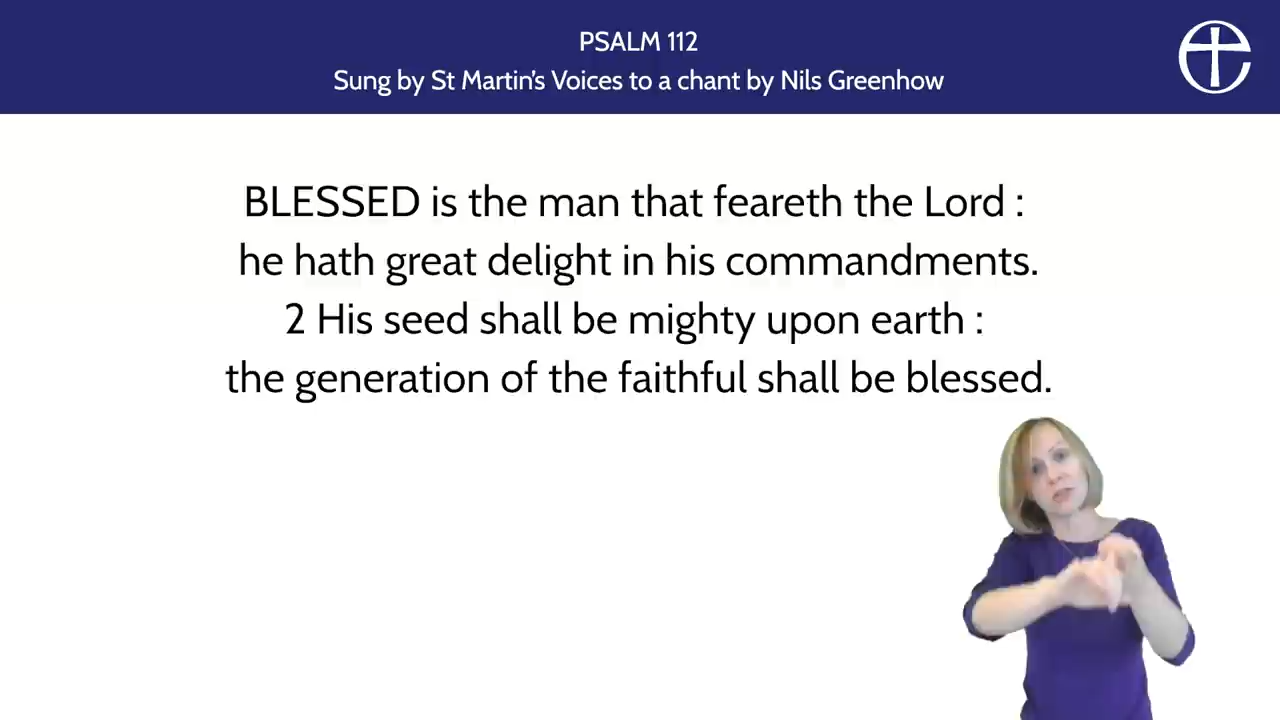 PSALM 112
Sung by St Martin's Voices to a chant by Nils Greenhow
BLESSED is the man that feareth the Lord :
he hath great delight in his commandments.
2 His seed shall be mighty upon earth :
the generation of the faithful shall be blessed.